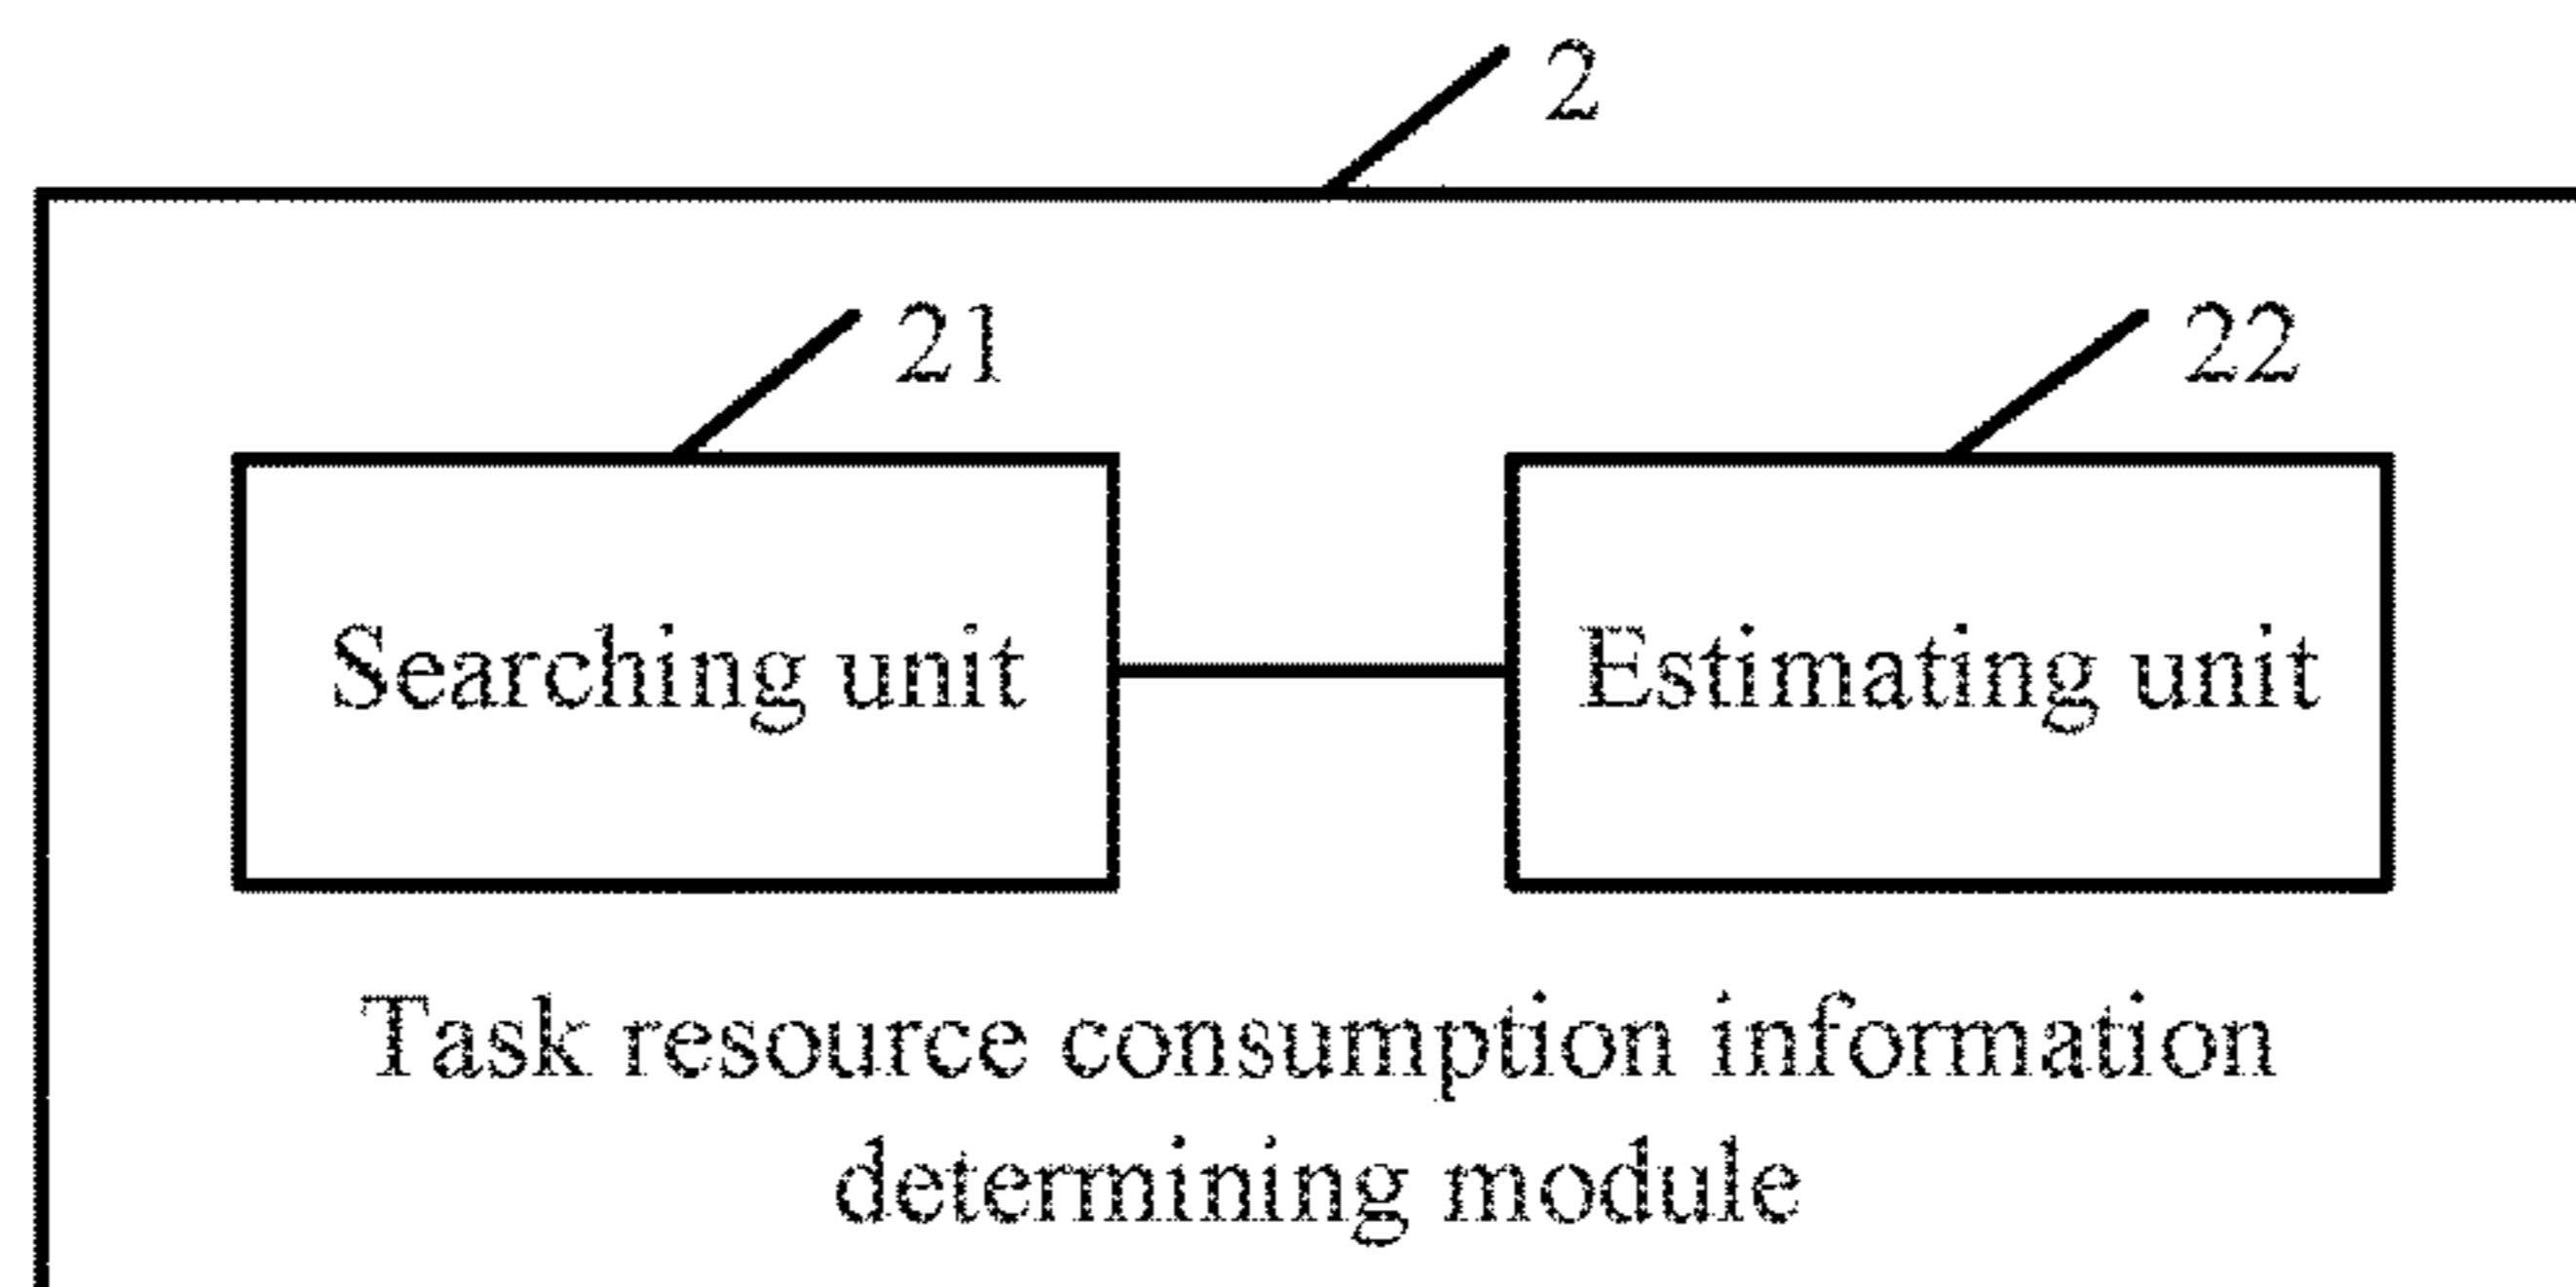 2
21
22
Searching unit
Estimating unit
Task resource consumption information
determining module